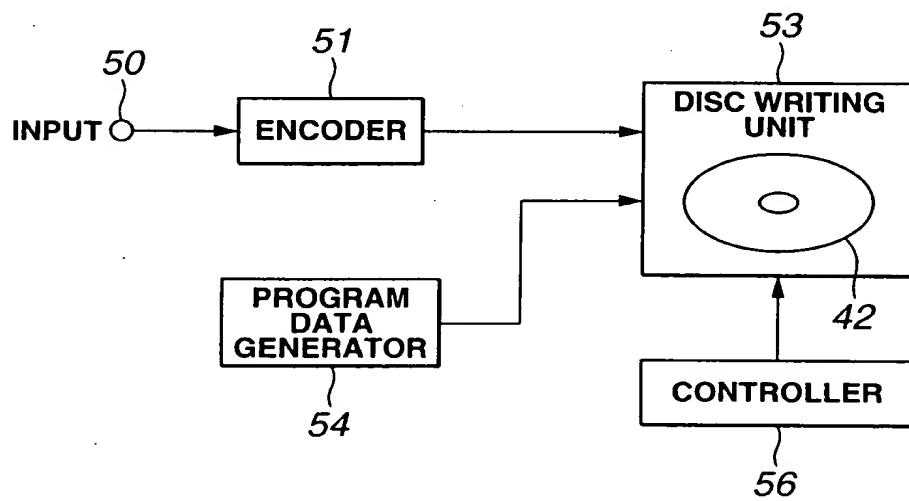 50
51
53
INPUT
ENCODER
DISC WRITING
UNIT
42
PROGRAM
DATA
GENERATOR
54
CONTROLLER
56